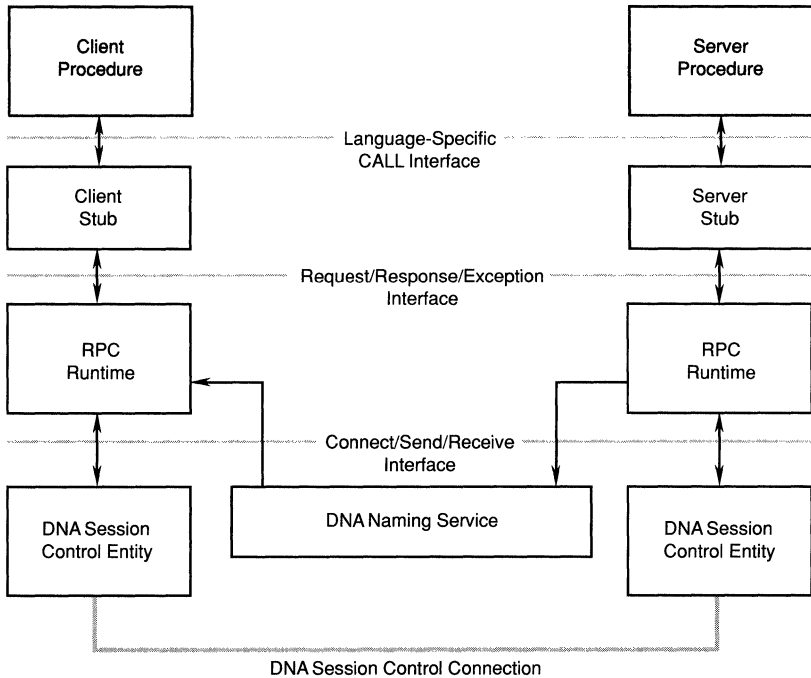 Client
Procedure
Server
Procedure
Language-Specific
CALL Interface
Client
Stub
Server
Stub
Request/Response/Exception
Interface
RPC
Runtime
RPC
Runtime
Connect/Send/Receive
Interface
DNA Session
Control Entity
DNA Naming Service
DNA Session
Control Entity
DNA Session Control Connection